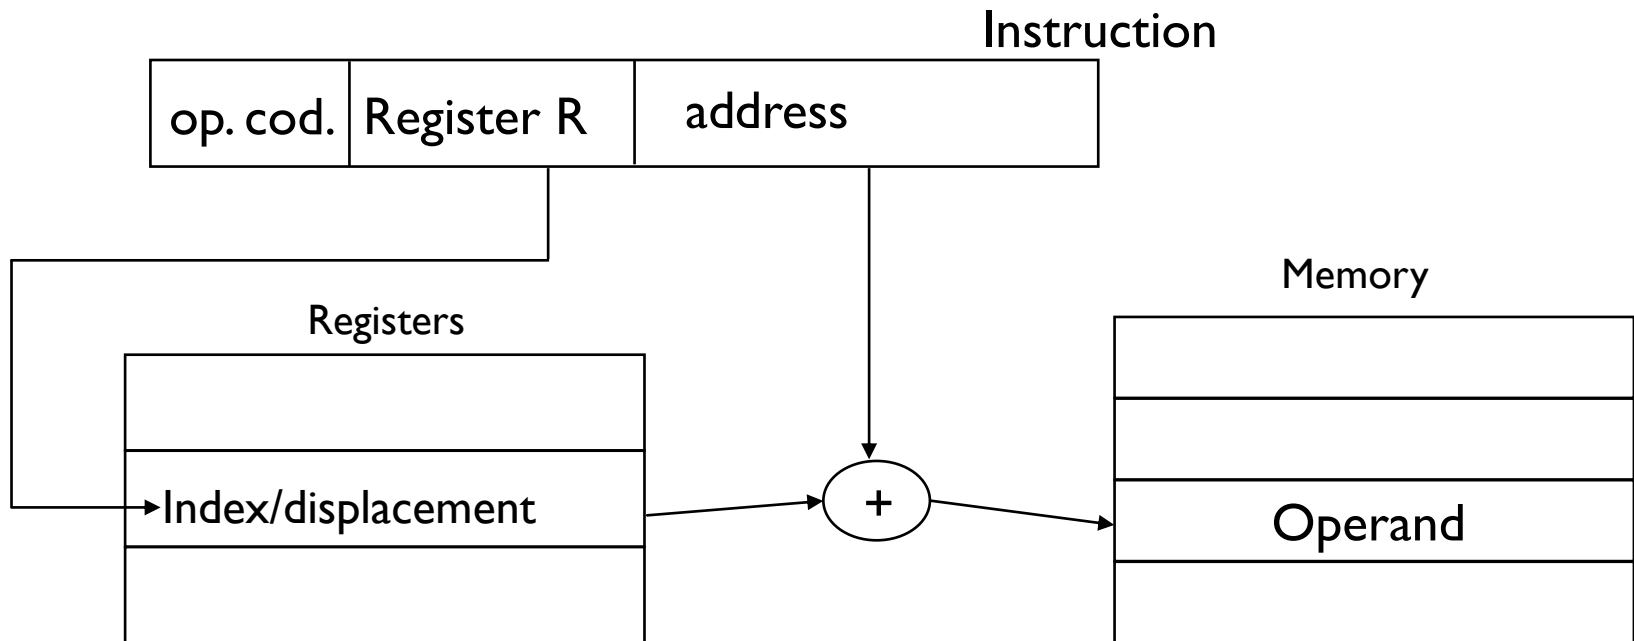 Instruction
op. cod.
Register R
address
Memory
Registers
Index/displacement
+
Operand